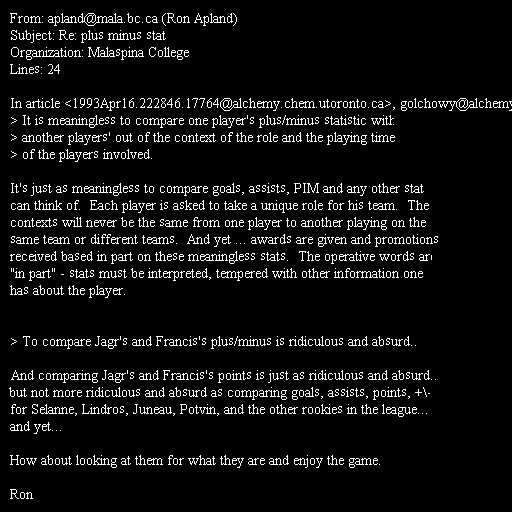 From: apland@mala.bc.ca (Ron Apland)
Subject: Re: plus minus stat
Organization: Malaspina College
Lines: 24
In article <1993Apr16.222846.17764@alchemy.chem.utoronto.ca>, golchowy@alchemy
> It is meaningless to compare one player's plus/minus statistic with
> another players' out of the context of the role and the playing time
> of the players involved.
It's just as meaningless to compare goals, assists, PIM and any other stat
can think of.  Each player is asked to take a unique role for his team.  The
contexts will never be the same from one player to another playing on the
same team or different teams.  And yet ... awards are given and promotions
received based in part on these meaningless stats.  The operative words are
"in part" - stats must be interpreted, tempered with other information one
has about the player.
> To compare Jagr's and Francis's plus/minus is ridiculous and absurd..
And comparing Jagr's and Francis's points is just as ridiculous and absurd..
but not more ridiculous and absurd as comparing goals, assists, points, +\-
for Selanne, Lindros, Juneau, Potvin, and the other rookies in the league...
and yet...
How about looking at them for what they are and enjoy the game.
Ron